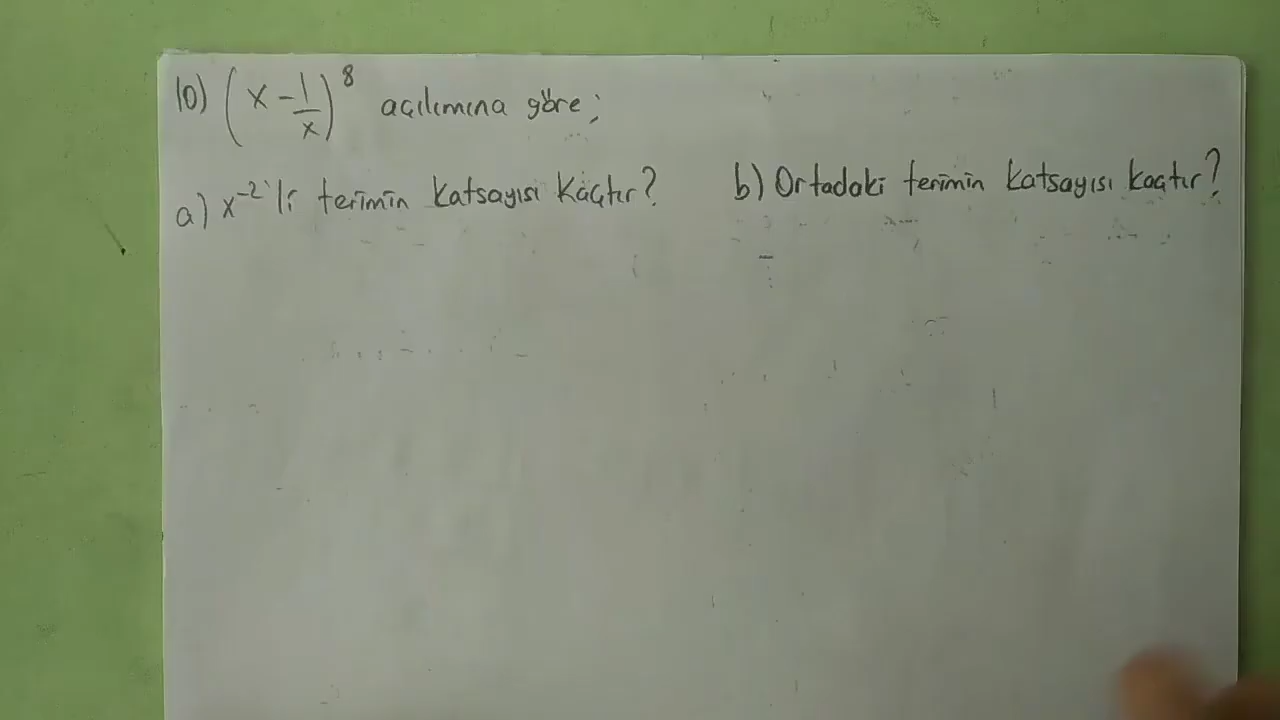 10) (x - 1/x)^8 açılımına göre;
a) x^-2'li terimin katsayısı kaçtır?
b) Ortadaki terimin katsayısı kaçtır?